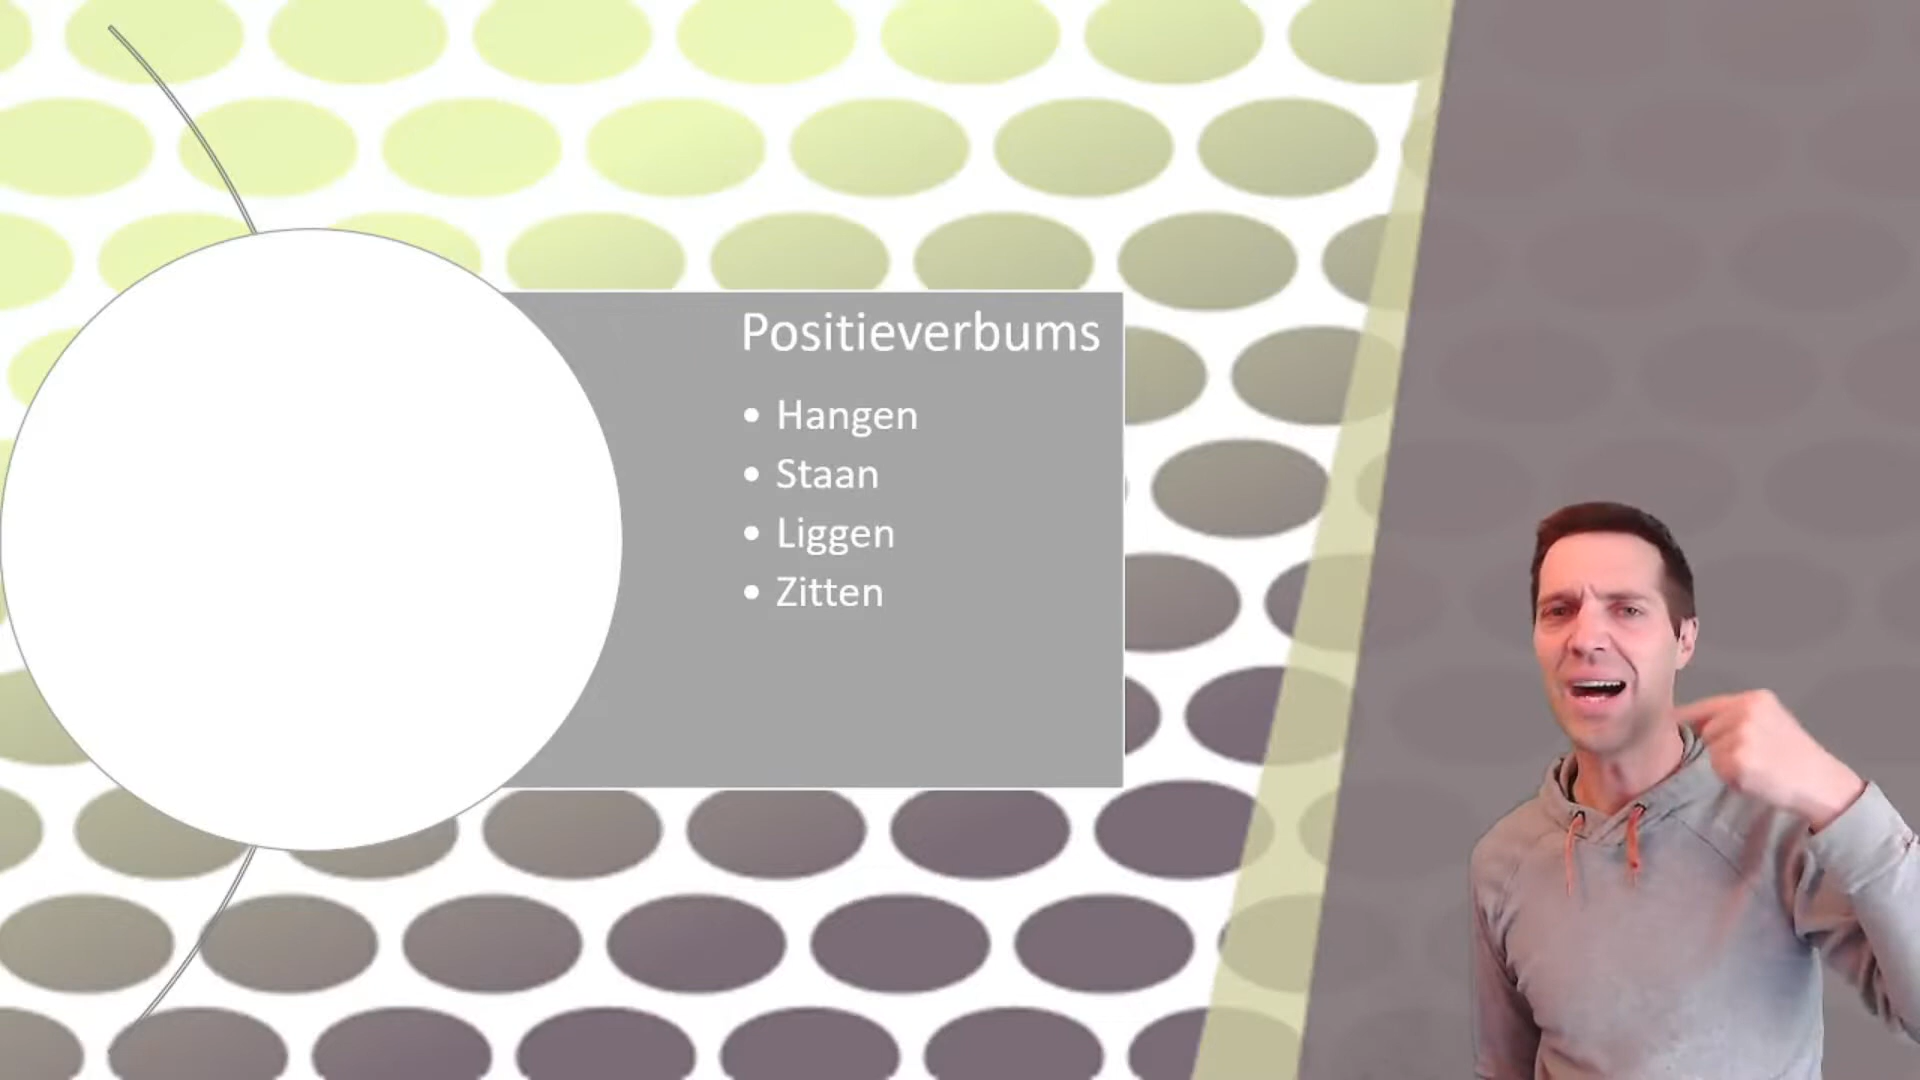 Positieverbums
• Hangen
• Staan
• Liggen
• Zitten